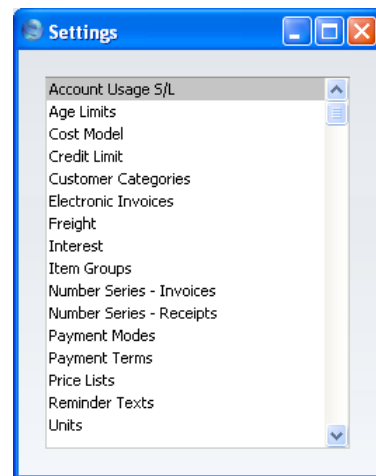 Settings
Account Usage S/L
Age Limits
Cost Model
Credit Limit
Customer Categories
Electronic Invoices
Freight
Interest
Item Groups
Number Series - Invoices
Number Series - Receipts
Payment Modes
Payment Terms
Price Lists
Reminder Texts
Units